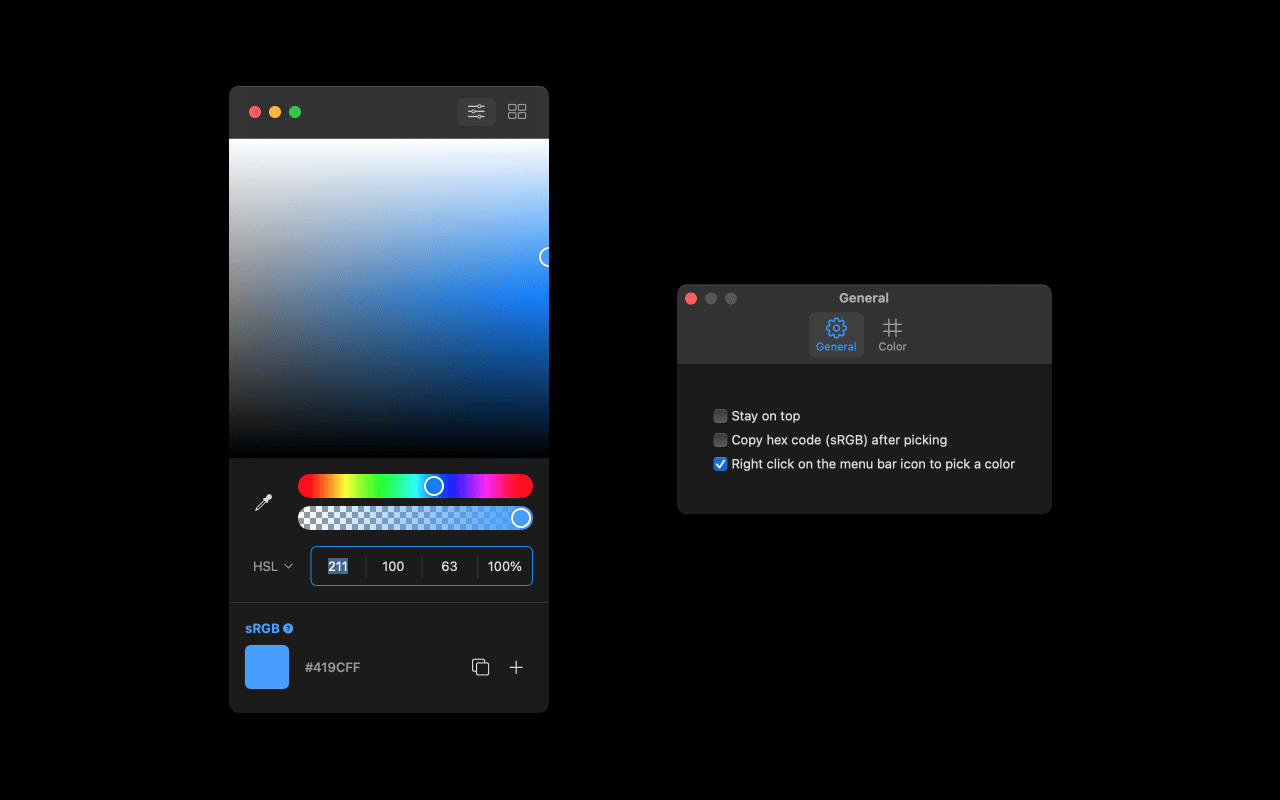 HSL 211 100 63 100%
sRGB ?
#419CFF
General
General Color
Stay on top
Copy hex code (sRGB) after picking
Right click on the menu bar icon to pick a color